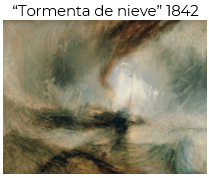 “Tormenta de nieve” 1842